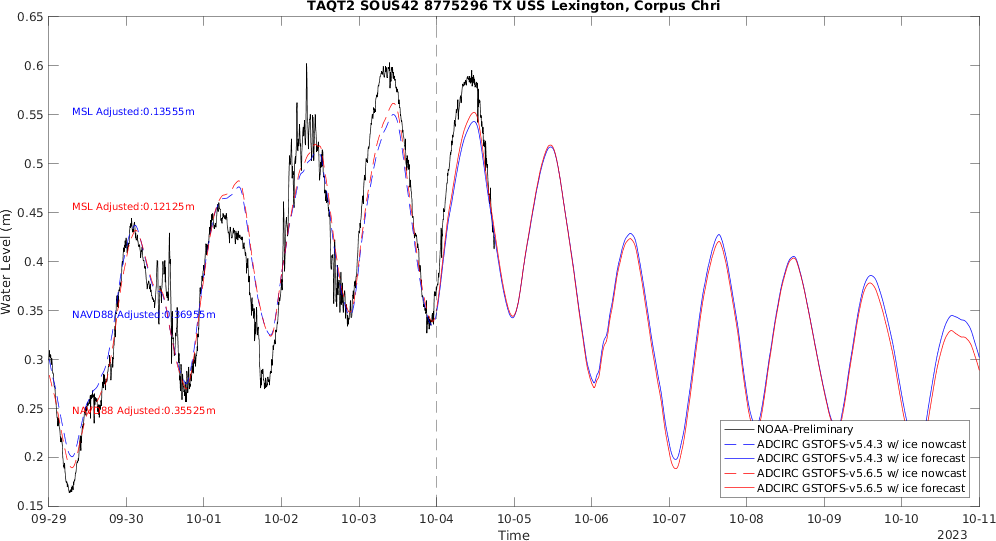 TAQT2 SOUS42 8775296 TX USS Lexington, Corpus Chri
0.65
0.6
0.55
0.5
0.45
0.4
0.35
0.3
0.25
0.2
0.15
Water Level (m)
MSL Adjusted:0.13555m
MSL Adjusted:0.12125m
NAVD88 Adjusted:0.36955m
NAVD88 Adjusted:0.35525m
NOAA-Preliminary
ADCIRC GSTOFS-v5.4.3 w/ ice nowcast
ADCIRC GSTOFS-v5.4.3 w/ ice forecast
ADCIRC GSTOFS-v5.6.5 w/ ice nowcast
ADCIRC GSTOFS-v5.6.5 w/ ice forecast
09-29 09-30 10-01 10-02 10-03 10-04 10-05 10-06 10-07 10-08 10-09 10-10 10-11
Time
2023